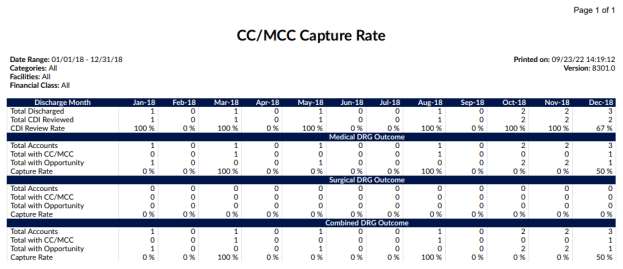 Page 1 of 1
CC/MCC Capture Rate
Date Range: 01/01/18 - 12/31/18 Printed on: 09/23/22 14:19:12
Categories: All Version: 8301.0
Facilities: All
Financial Class: All
Discharge Month Jan-18 Feb-18 Mar-18 Apr-18 May-18 Jun-18 Jul-18 Aug-18 Sep-18 Oct-18 Nov-18 Dec-18
Total Discharged 1 0 1 0 1 0 0 1 0 2 2 3
Total CDI Reviewed 1 0 1 0 1 0 0 1 0 2 2 2
CDI Review Rate 100 % 0 % 100 % 0 % 100 % 0 % 0 % 100 % 0 % 100 % 100 % 67 %
Medical DRG Outcome
Total Accounts 1 0 1 0 1 0 0 1 0 2 2 3
Total with CC/MCC 0 0 1 0 0 0 0 1 0 0 0 1
Total with Opportunity 1 0 0 0 1 0 0 0 0 2 2 1
Capture Rate 0 % 0 % 100 % 0 % 0 % 0 % 0 % 100 % 0 % 0 % 0 % 50 %
Surgical DRG Outcome
Total Accounts 0 0 0 0 0 0 0 0 0 0 0 0
Total with CC/MCC 0 0 0 0 0 0 0 0 0 0 0 0
Total with Opportunity 0 0 0 0 0 0 0 0 0 0 0 0
Capture Rate 0 % 0 % 0 % 0 % 0 % 0 % 0 % 0 % 0 % 0 % 0 % 0 %
Combined DRG Outcome
Total Accounts 1 0 1 0 1 0 0 1 0 2 2 3
Total with CC/MCC 0 0 1 0 0 0 0 1 0 0 0 1
Total with Opportunity 1 0 0 0 1 0 0 0 0 2 2 1
Capture Rate 0 % 0 % 100 % 0 % 0 % 0 % 0 % 100 % 0 % 0 % 0 % 50 %